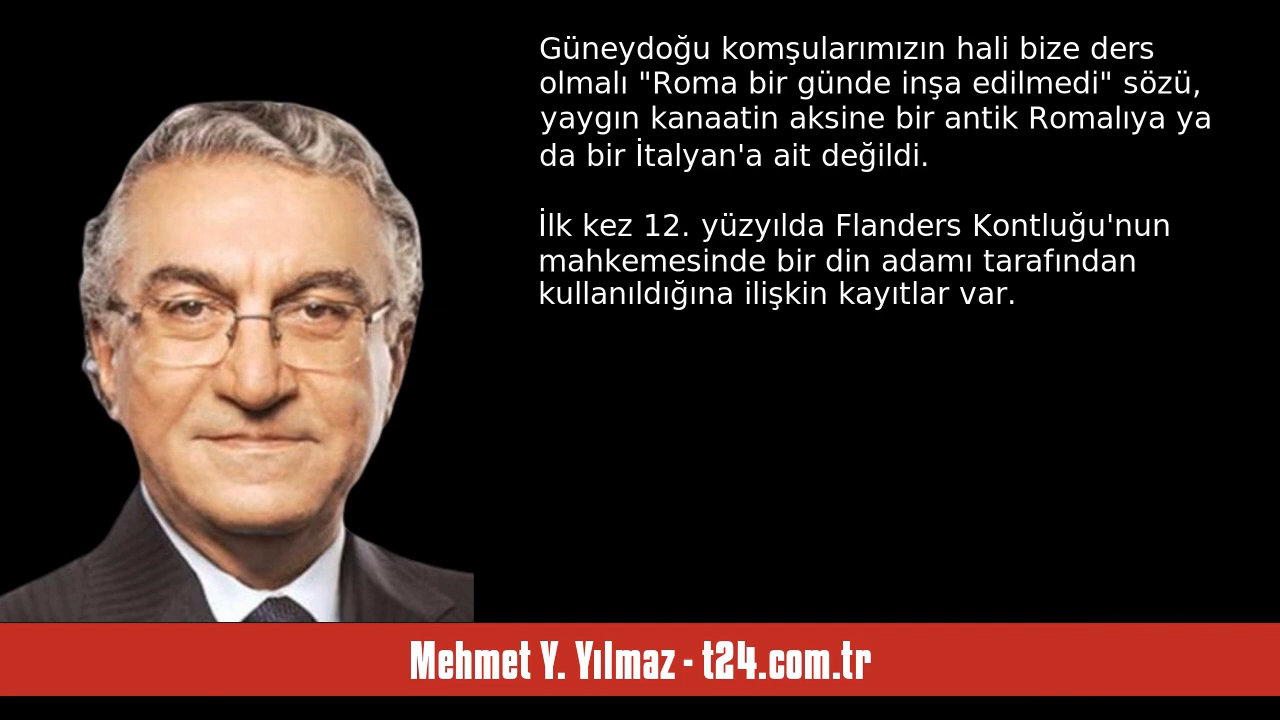 Güneydoğu komşularımızın hali bize ders
olmalı "Roma bir günde inşa edilmedi" sözü,
yaygın kanaatin aksine bir antik Romalıya ya
da bir İtalyan'a ait değildi.
İlk kez 12. yüzyılda Flanders Kontluğu'nun
mahkemesinde bir din adamı tarafından
kullanıldığına ilişkin kayıtlar var.
Mehmet Y. Yılmaz - t24.com.tr